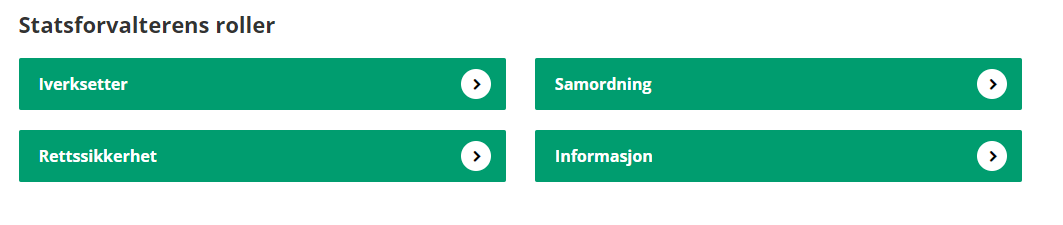 Statsforvalterens roller
Iverksetter
Samordning
Rettssikkerhet
Informasjon